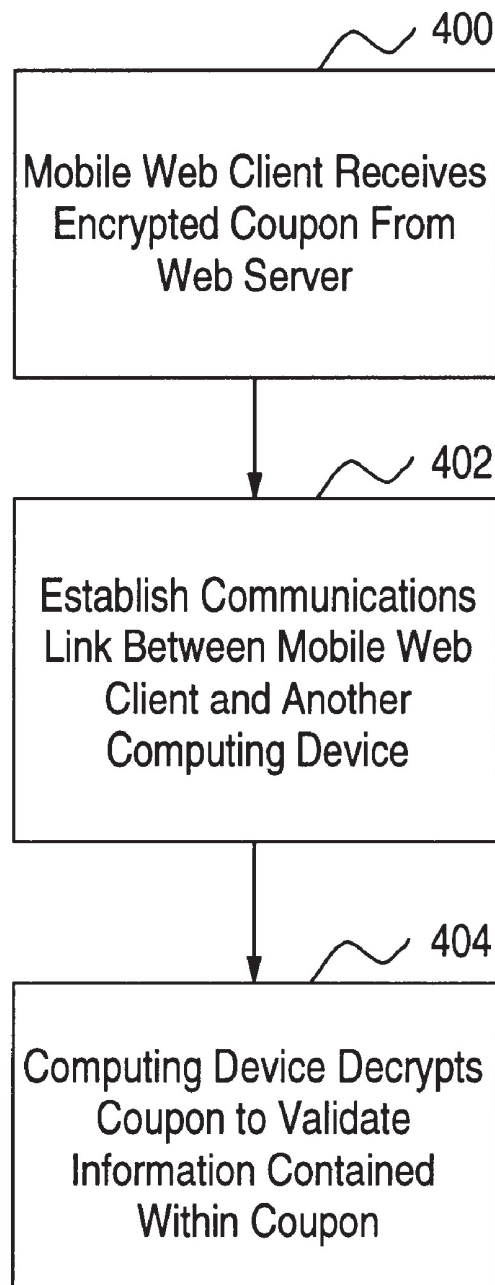 400
Mobile Web Client Receives
Encrypted Coupon From
Web Server
402
Establish Communications
Link Between Mobile Web
Client and Another
Computing Device
404
Computing Device Decrypts
Coupon to Validate
Information Contained
Within Coupon